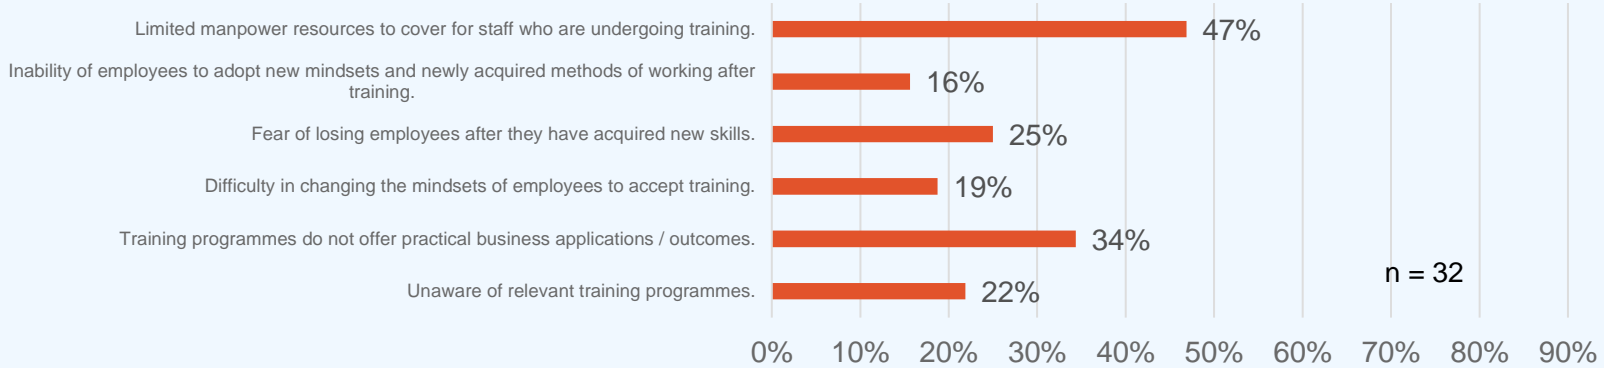 Limited manpower resources to cover for staff who are undergoing training.
47%
Inability of employees to adopt new mindsets and newly acquired methods of working after
training.
16%
Fear of losing employees after they have acquired new skills.
25%
Difficulty in changing the mindsets of employees to accept training.
19%
Training programmes do not offer practical business applications / outcomes.
34%
n = 32
Unaware of relevant training programmes.
22%
0% 10% 20% 30% 40% 50% 60% 70% 80% 90%